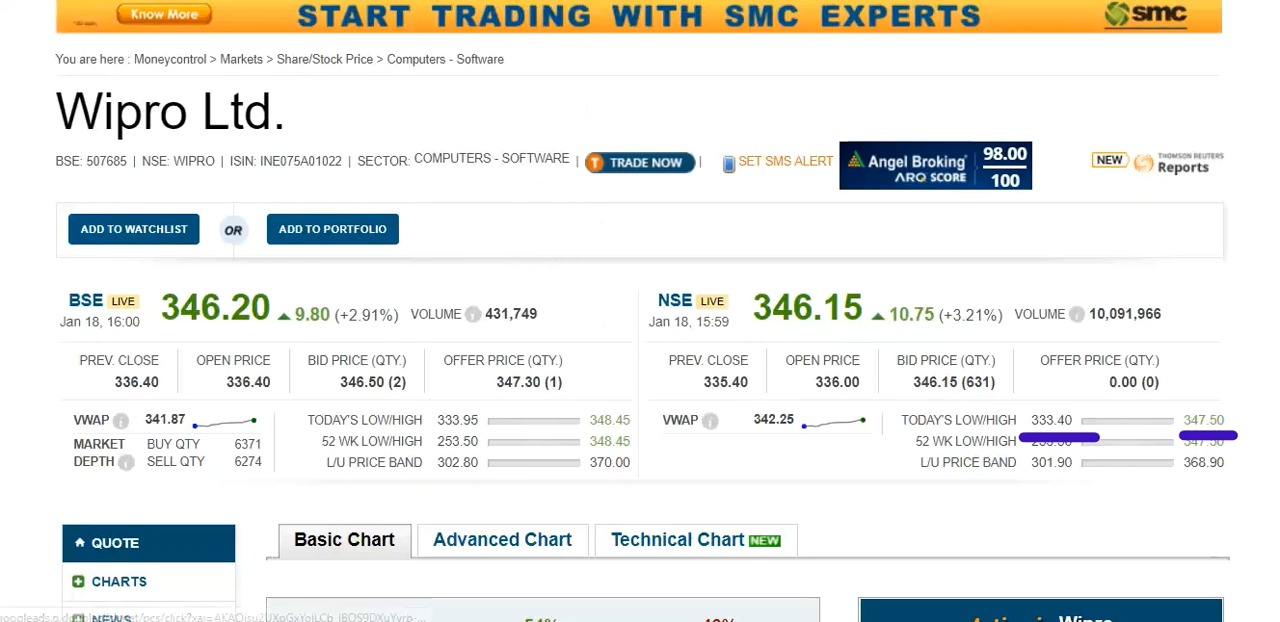 Know More START TRADING WITH SMC EXPERTS smc
You are here : Moneycontrol > Markets > Share/Stock Price > Computers - Software
Wipro Ltd.
BSE: 507685 | NSE: WIPRO | ISIN: INE075A01022 | SECTOR: COMPUTERS - SOFTWARE | T TRADE NOW | SET SMS ALERT
Angel Broking 98.00
ARQ SCORE 100
NEW THOMSON REUTERS
Reports
ADD TO WATCHLIST OR ADD TO PORTFOLIO
BSE LIVE 346.20 9.80 (+2.91%) VOLUME 431,749
Jan 18, 16:00
PREV. CLOSE OPEN PRICE BID PRICE (QTY.) OFFER PRICE (QTY.)
336.40 336.40 346.50 (2) 347.30 (1)
VWAP 341.87
MARKET BUY QTY 6371
DEPTH SELL QTY 6274
TODAY'S LOW/HIGH 333.95 348.45
52 WK LOW/HIGH 253.50 348.45
L/U PRICE BAND 302.80 370.00
NSE LIVE 346.15 10.75 (+3.21%) VOLUME 10,091,966
Jan 18, 15:59
PREV. CLOSE OPEN PRICE BID PRICE (QTY.) OFFER PRICE (QTY.)
335.40 336.00 346.15 (631) 0.00 (0)
VWAP 342.25
TODAY'S LOW/HIGH 333.40 347.50
52 WK LOW/HIGH 347.50
L/U PRICE BAND 301.90 368.90
QUOTE
CHARTS
NEWS
Basic Chart Advanced Chart Technical Chart NEW
Wipro